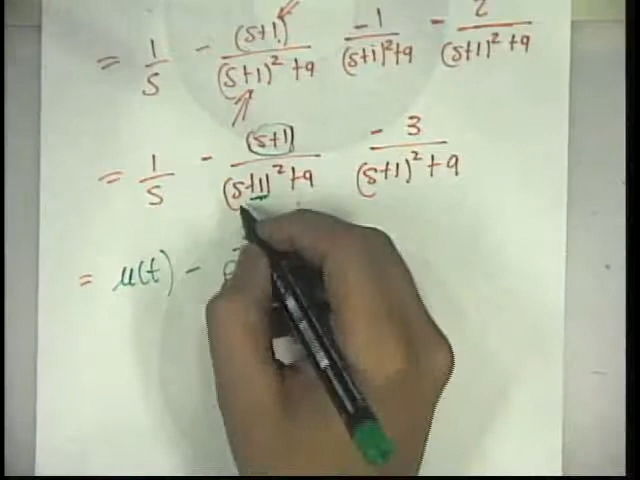 = 1/s - (s+1)/((s+1)² +9) -1/((s+1)²+9) - 2/((s+1)² +9)
= 1/s - (s+1)/((s+1)² +9) - 3/((s+1)² +9)
= u(t) -